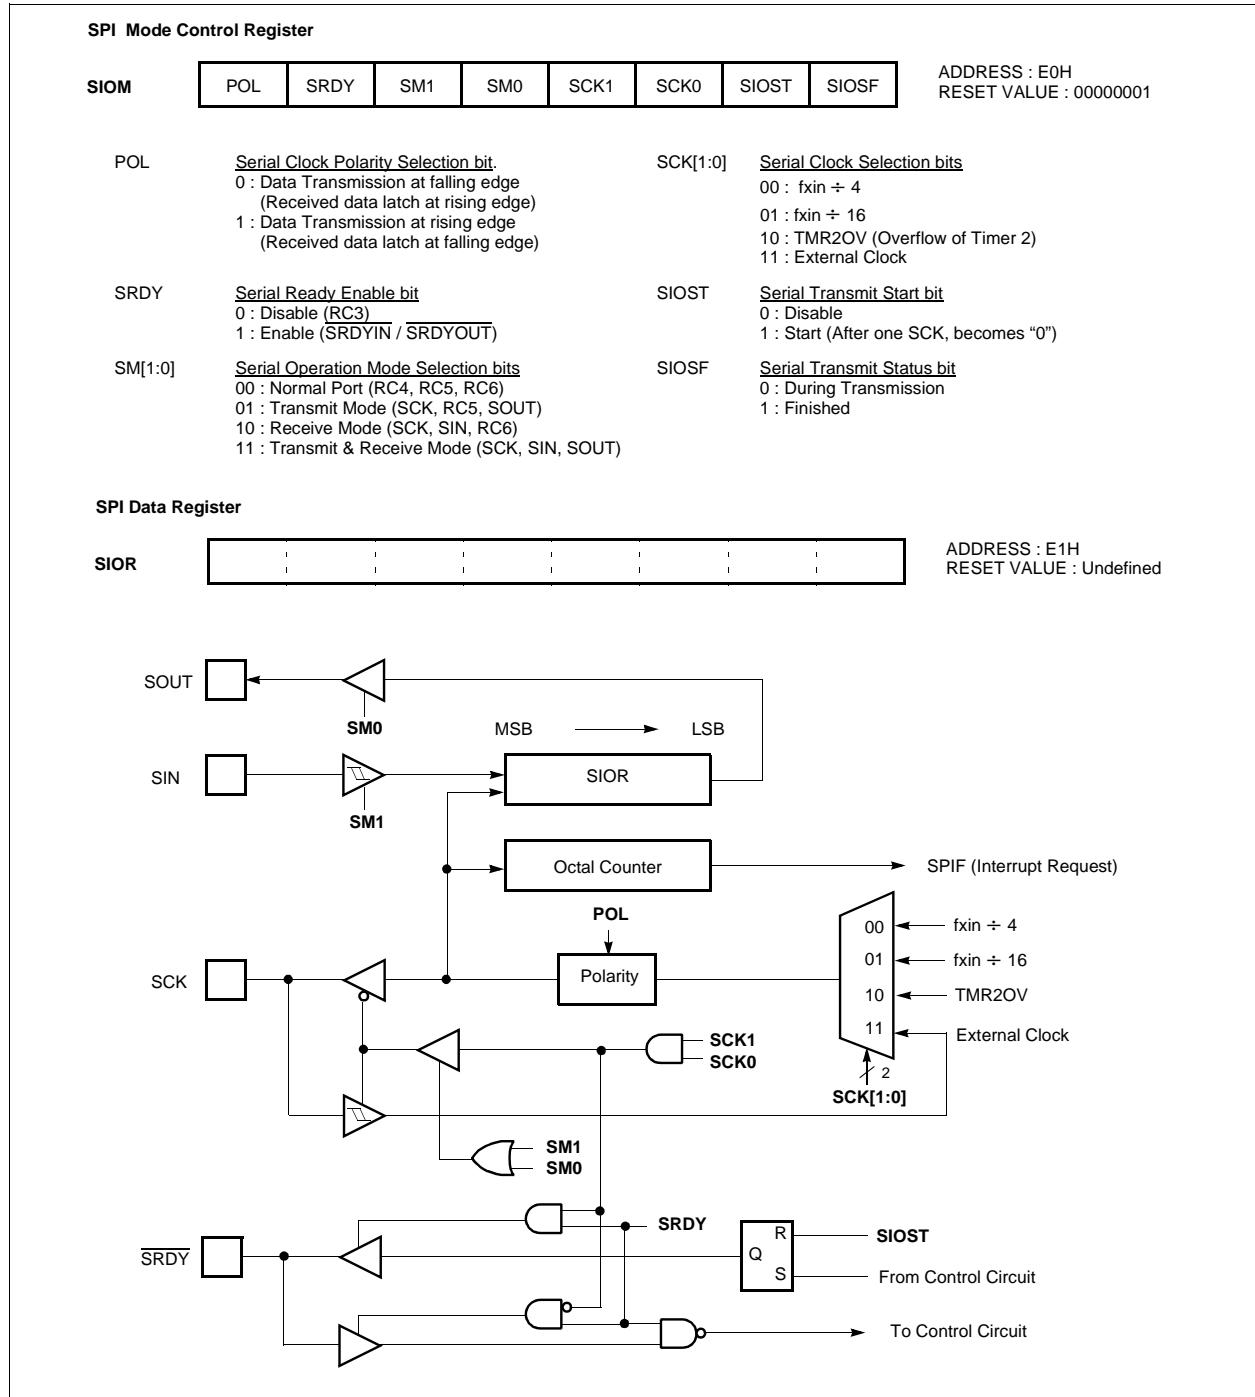 SPI Mode Control Register
SIOM
POL SRDY SM1 SM0 SCK1 SCK0 SIOST SIOSF
ADDRESS : E0H
RESET VALUE : 00000001
POL
Serial Clock Polarity Selection bit.
0 : Data Transmission at falling edge
(Received data latch at rising edge)
1 : Data Transmission at rising edge
(Received data latch at falling edge)
SCK[1:0]
Serial Clock Selection bits
00 : fxin ÷ 4
01 : fxin ÷ 16
10 : TMR2OV (Overflow of Timer 2)
11 : External Clock
SRDY
Serial Ready Enable bit
0 : Disable (RC3)
1 : Enable (SRDYIN / SRDYOUT)
SIOST
Serial Transmit Start bit
0 : Disable
1 : Start (After one SCK, becomes “0”)
SM[1:0]
Serial Operation Mode Selection bits
00 : Normal Port (RC4, RC5, RC6)
01 : Transmit Mode (SCK, RC5, SOUT)
10 : Receive Mode (SCK, SIN, RC6)
11 : Transmit & Receive Mode (SCK, SIN, SOUT)
SIOSF
Serial Transmit Status bit
0 : During Transmission
1 : Finished
SPI Data Register
SIOR
ADDRESS : E1H
RESET VALUE : Undefined
SOUT
SM0
MSB
LSB
SIN
SIOR
SM1
Octal Counter
SPIF (Interrupt Request)
POL
00
fxin ÷ 4
SCK
Polarity
01
fxin ÷ 16
10
TMR2OV
11
External Clock
SCK1
SCK0
2
SCK[1:0]
SM1
SM0
SRDY
SRDY
Q
R
S
SIOST
From Control Circuit
To Control Circuit